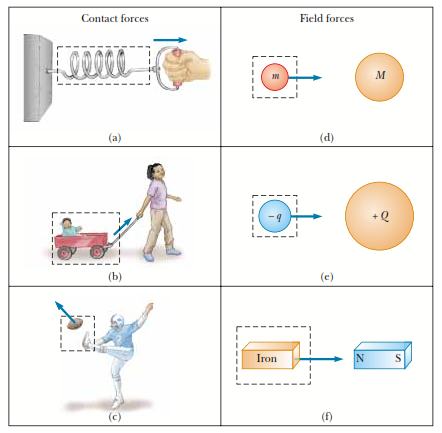 Contact forces
Field forces
m
M
(a)
(d)
−q
+Q
(b)
(e)
Iron
N
S
(c)
(f)